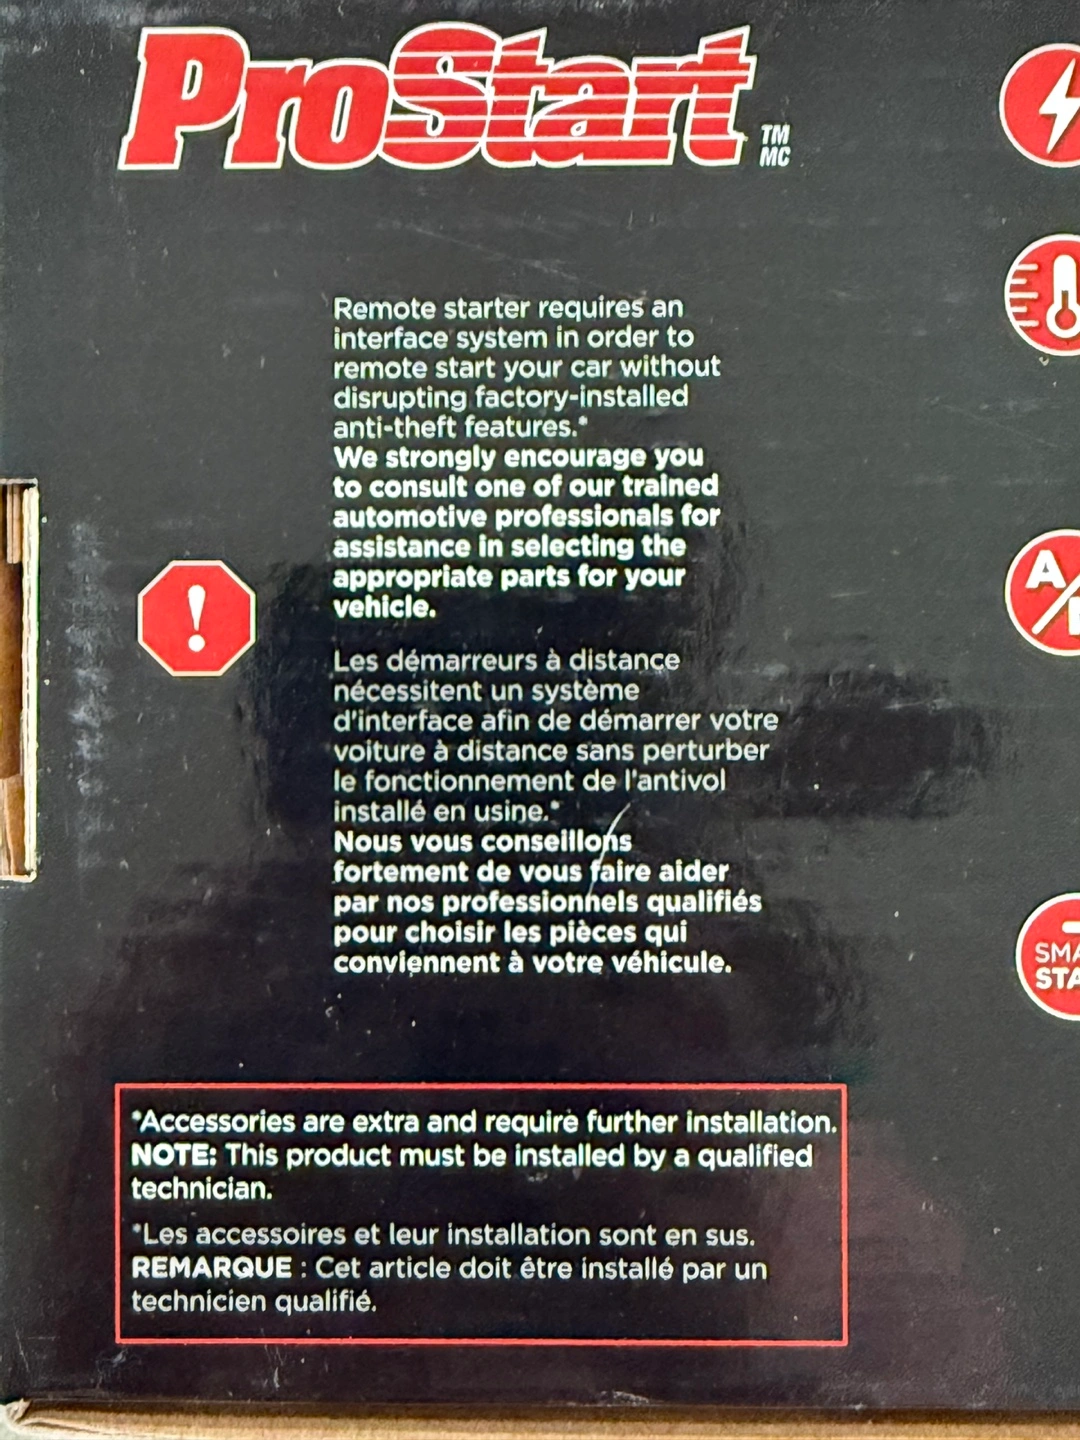 ProStart
TM
MC
Remote starter requires an
interface system in order to
remote start your car without
disrupting factory-installed
anti-theft features.*
We strongly encourage you
to consult one of our trained
automotive professionals for
assistance in selecting the
appropriate parts for your
vehicle.
!
Les démarreurs à distance
nécessitent un système
d'interface afin de démarrer votre
voiture à distance sans perturber
le fonctionnement de l'antivol
installé en usine.*
Nous vous conseillons
fortement de vous faire aider
par nos professionnels qualifiés
pour choisir les pièces qui
conviennent à votre véhicule.
A/
*Accessories are extra and require further installation.
NOTE: This product must be installed by a qualified
technician.
*Les accessoires et leur installation sont en sus.
REMARQUE : Cet article doit être installé par un
technicien qualifié.